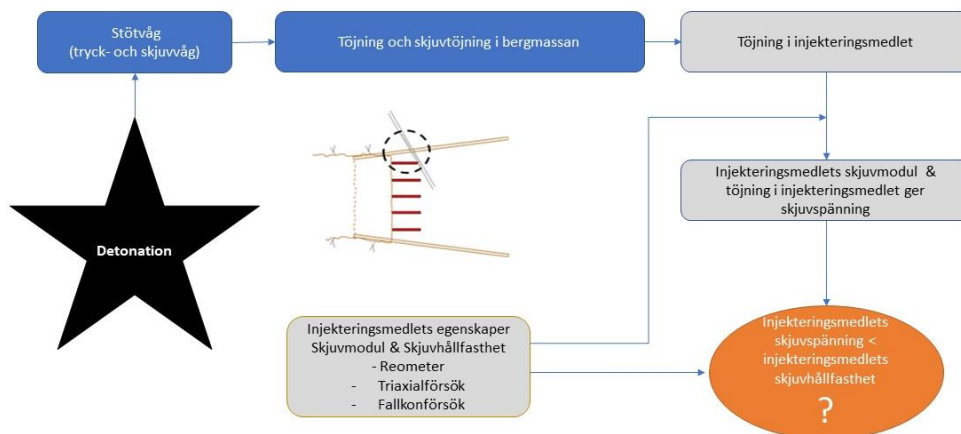 Stötvåg
(tryck- och skjuvvåg)
Töjning och skjuvtöjning i bergmassan
Töjning i injekteringsmedlet
Injekteringsmedlets skjuvmodul &
töjning i injekteringsmedlet ger
skjuvspänning
Detonation
Injekteringsmedlets egenskaper
Skjuvmodul & Skjuvhållfasthet
- Reometer
- Triaxialförsök
- Fallkonförsök
Injekteringsmedlets
skjuvspänning <
injekteringsmedlets
skjuvhållfasthet
?